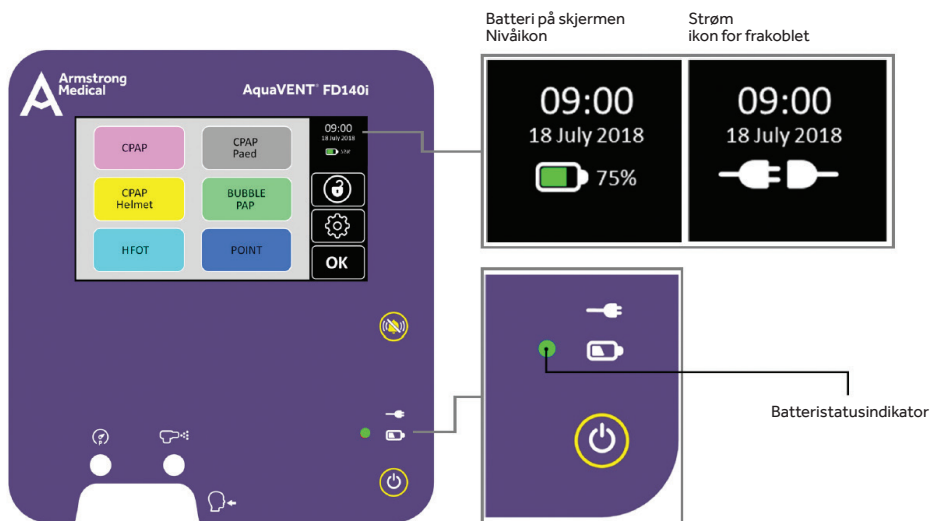 Batteri på skjermen
Nivåikon
Strøm
ikon for frakoblet
Armstrong
Medical
AquaVENT® FD140i
CPAP
CPAP
Paed
CPAP
Helmet
BUBBLE
PAP
HFOT
POINT
09:00
18 July 2018
75%
OK
09:00
18 July 2018
75%
09:00
18 July 2018
P
Batteristatusindikator